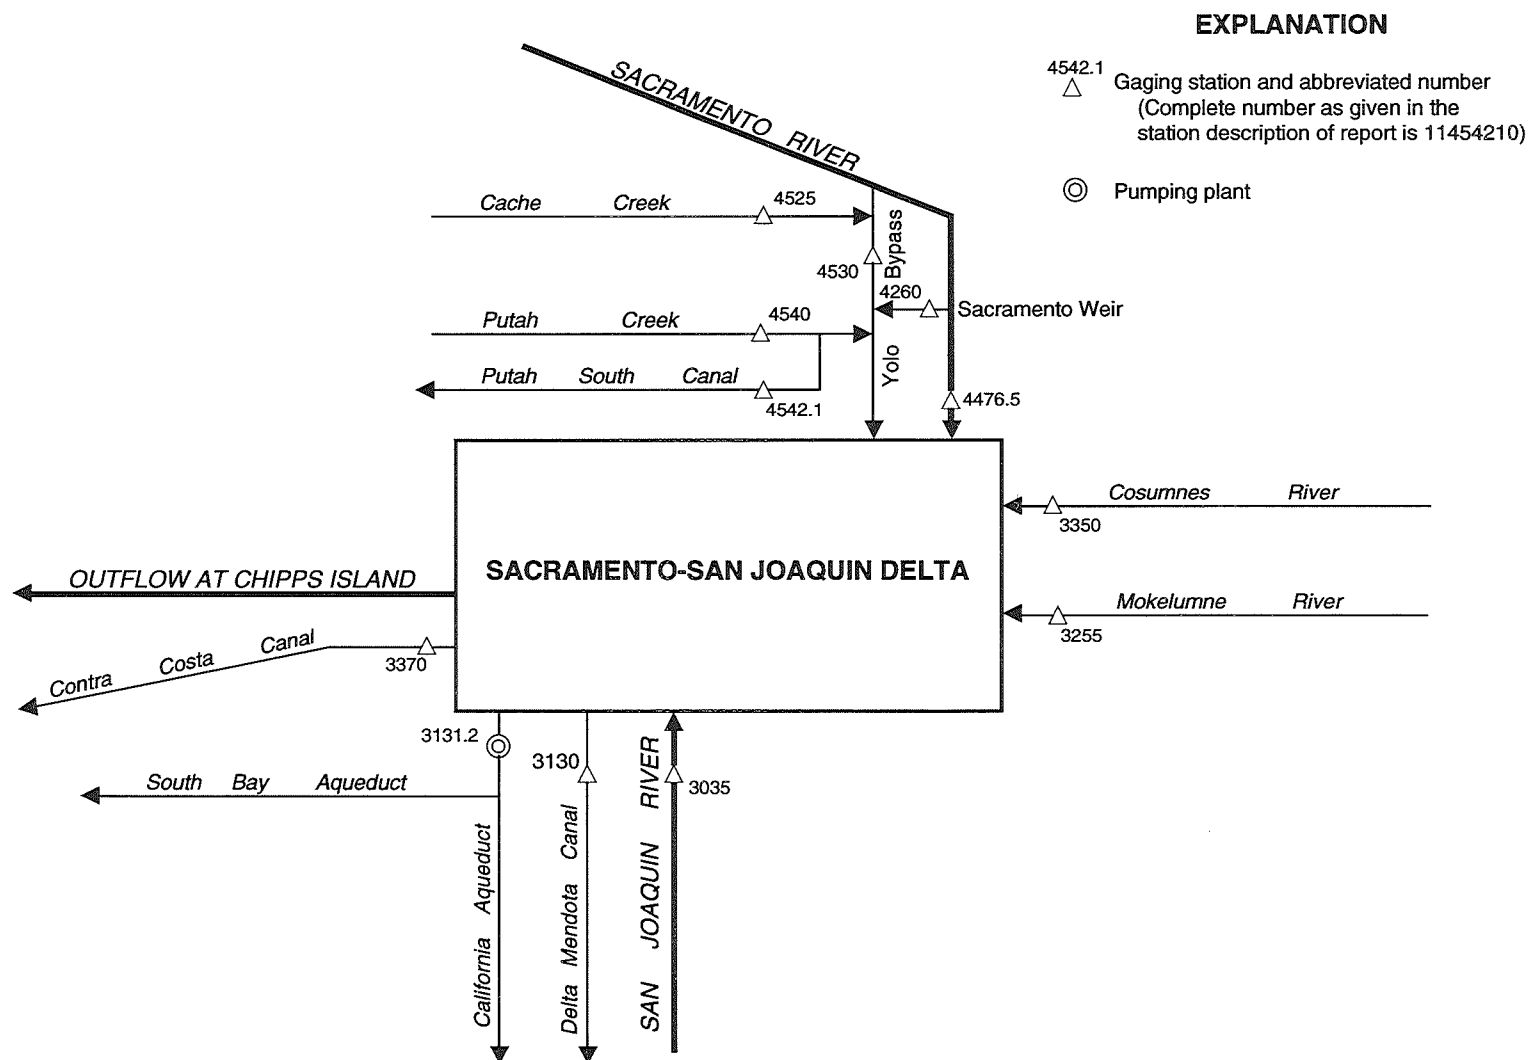 EXPLANATION
4542.1
Gaging station and abbreviated number
(Complete number as given in the
station description of report is 11454210)
Pumping plant
SACRAMENTO RIVER
Cache Creek
4525
Bypass
4530
4260
Sacramento Weir
Putah Creek
4540
Yolo
Putah South Canal
4542.1
4476.5
Cosumnes River
3350
SACRAMENTO-SAN JOAQUIN DELTA
OUTFLOW AT CHIPPS ISLAND
Mokelumne River
3255
Contra Costa Canal
3370
3131.2
3130
3035
South Bay Aqueduct
California Aqueduct
Delta Mendota Canal
SAN JOAQUIN RIVER